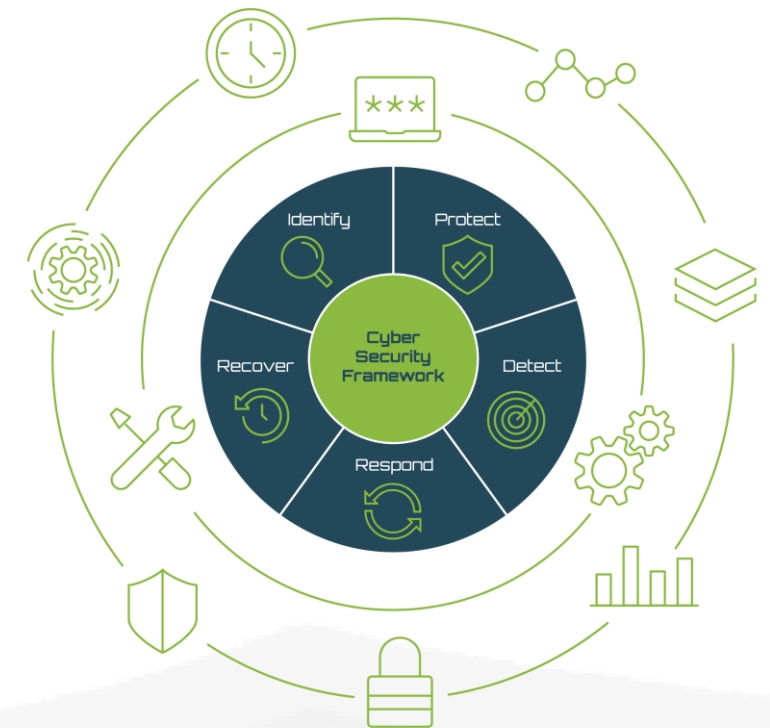 ***
Identify
Protect
Cyber
Security
Framework
Recover
Detect
Respond